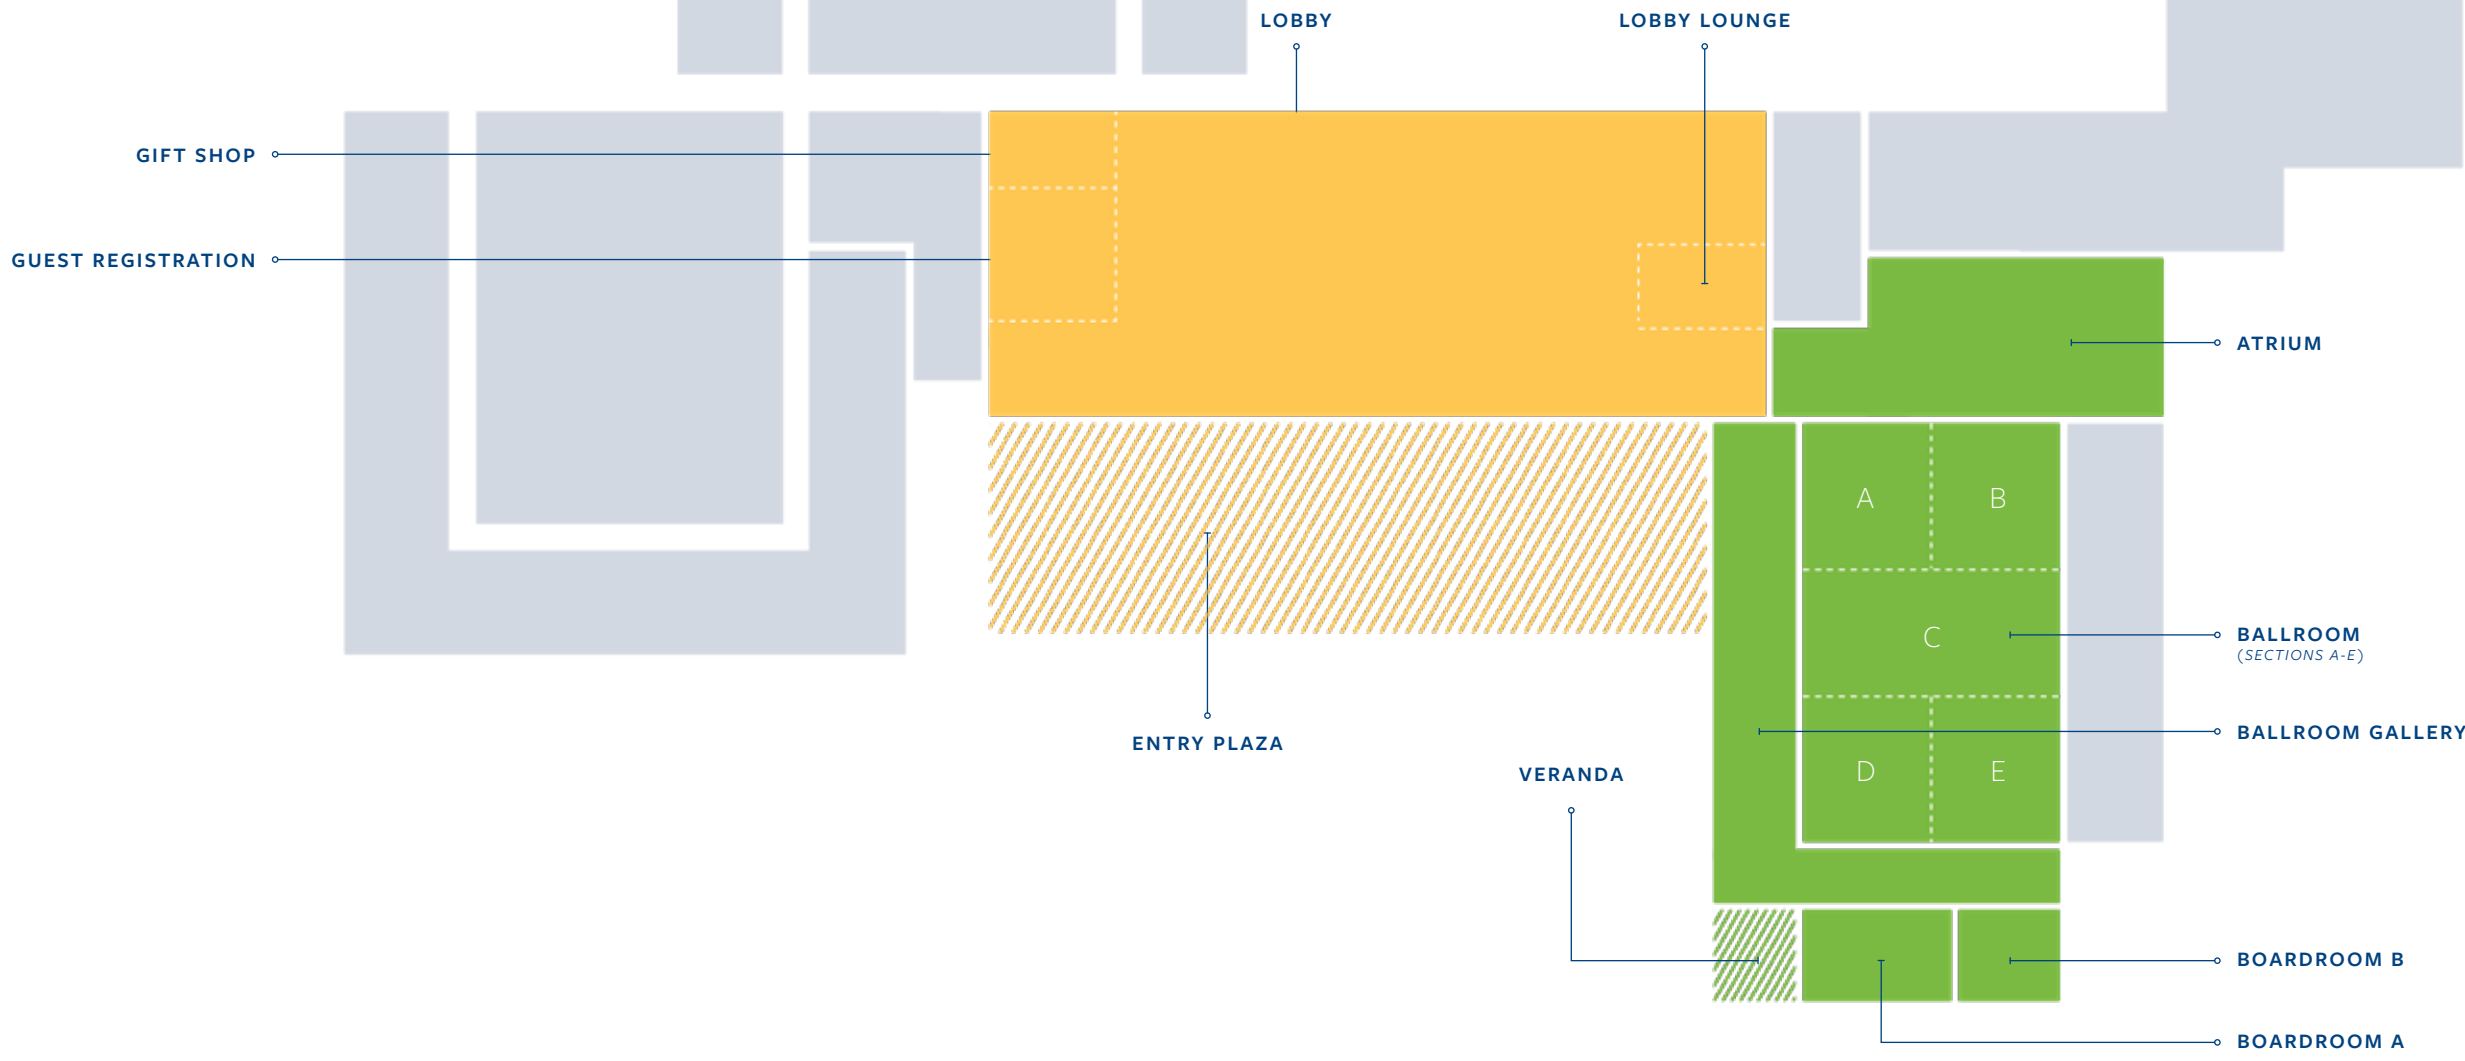 LOBBY
LOBBY LOUNGE
GIFT SHOP
GUEST REGISTRATION
ATRIUM
A
B
C
BALLROOM
(SECTIONS A-E)
BALLROOM GALLERY
ENTRY PLAZA
D
E
VERANDA
BOARDROOM B
BOARDROOM A